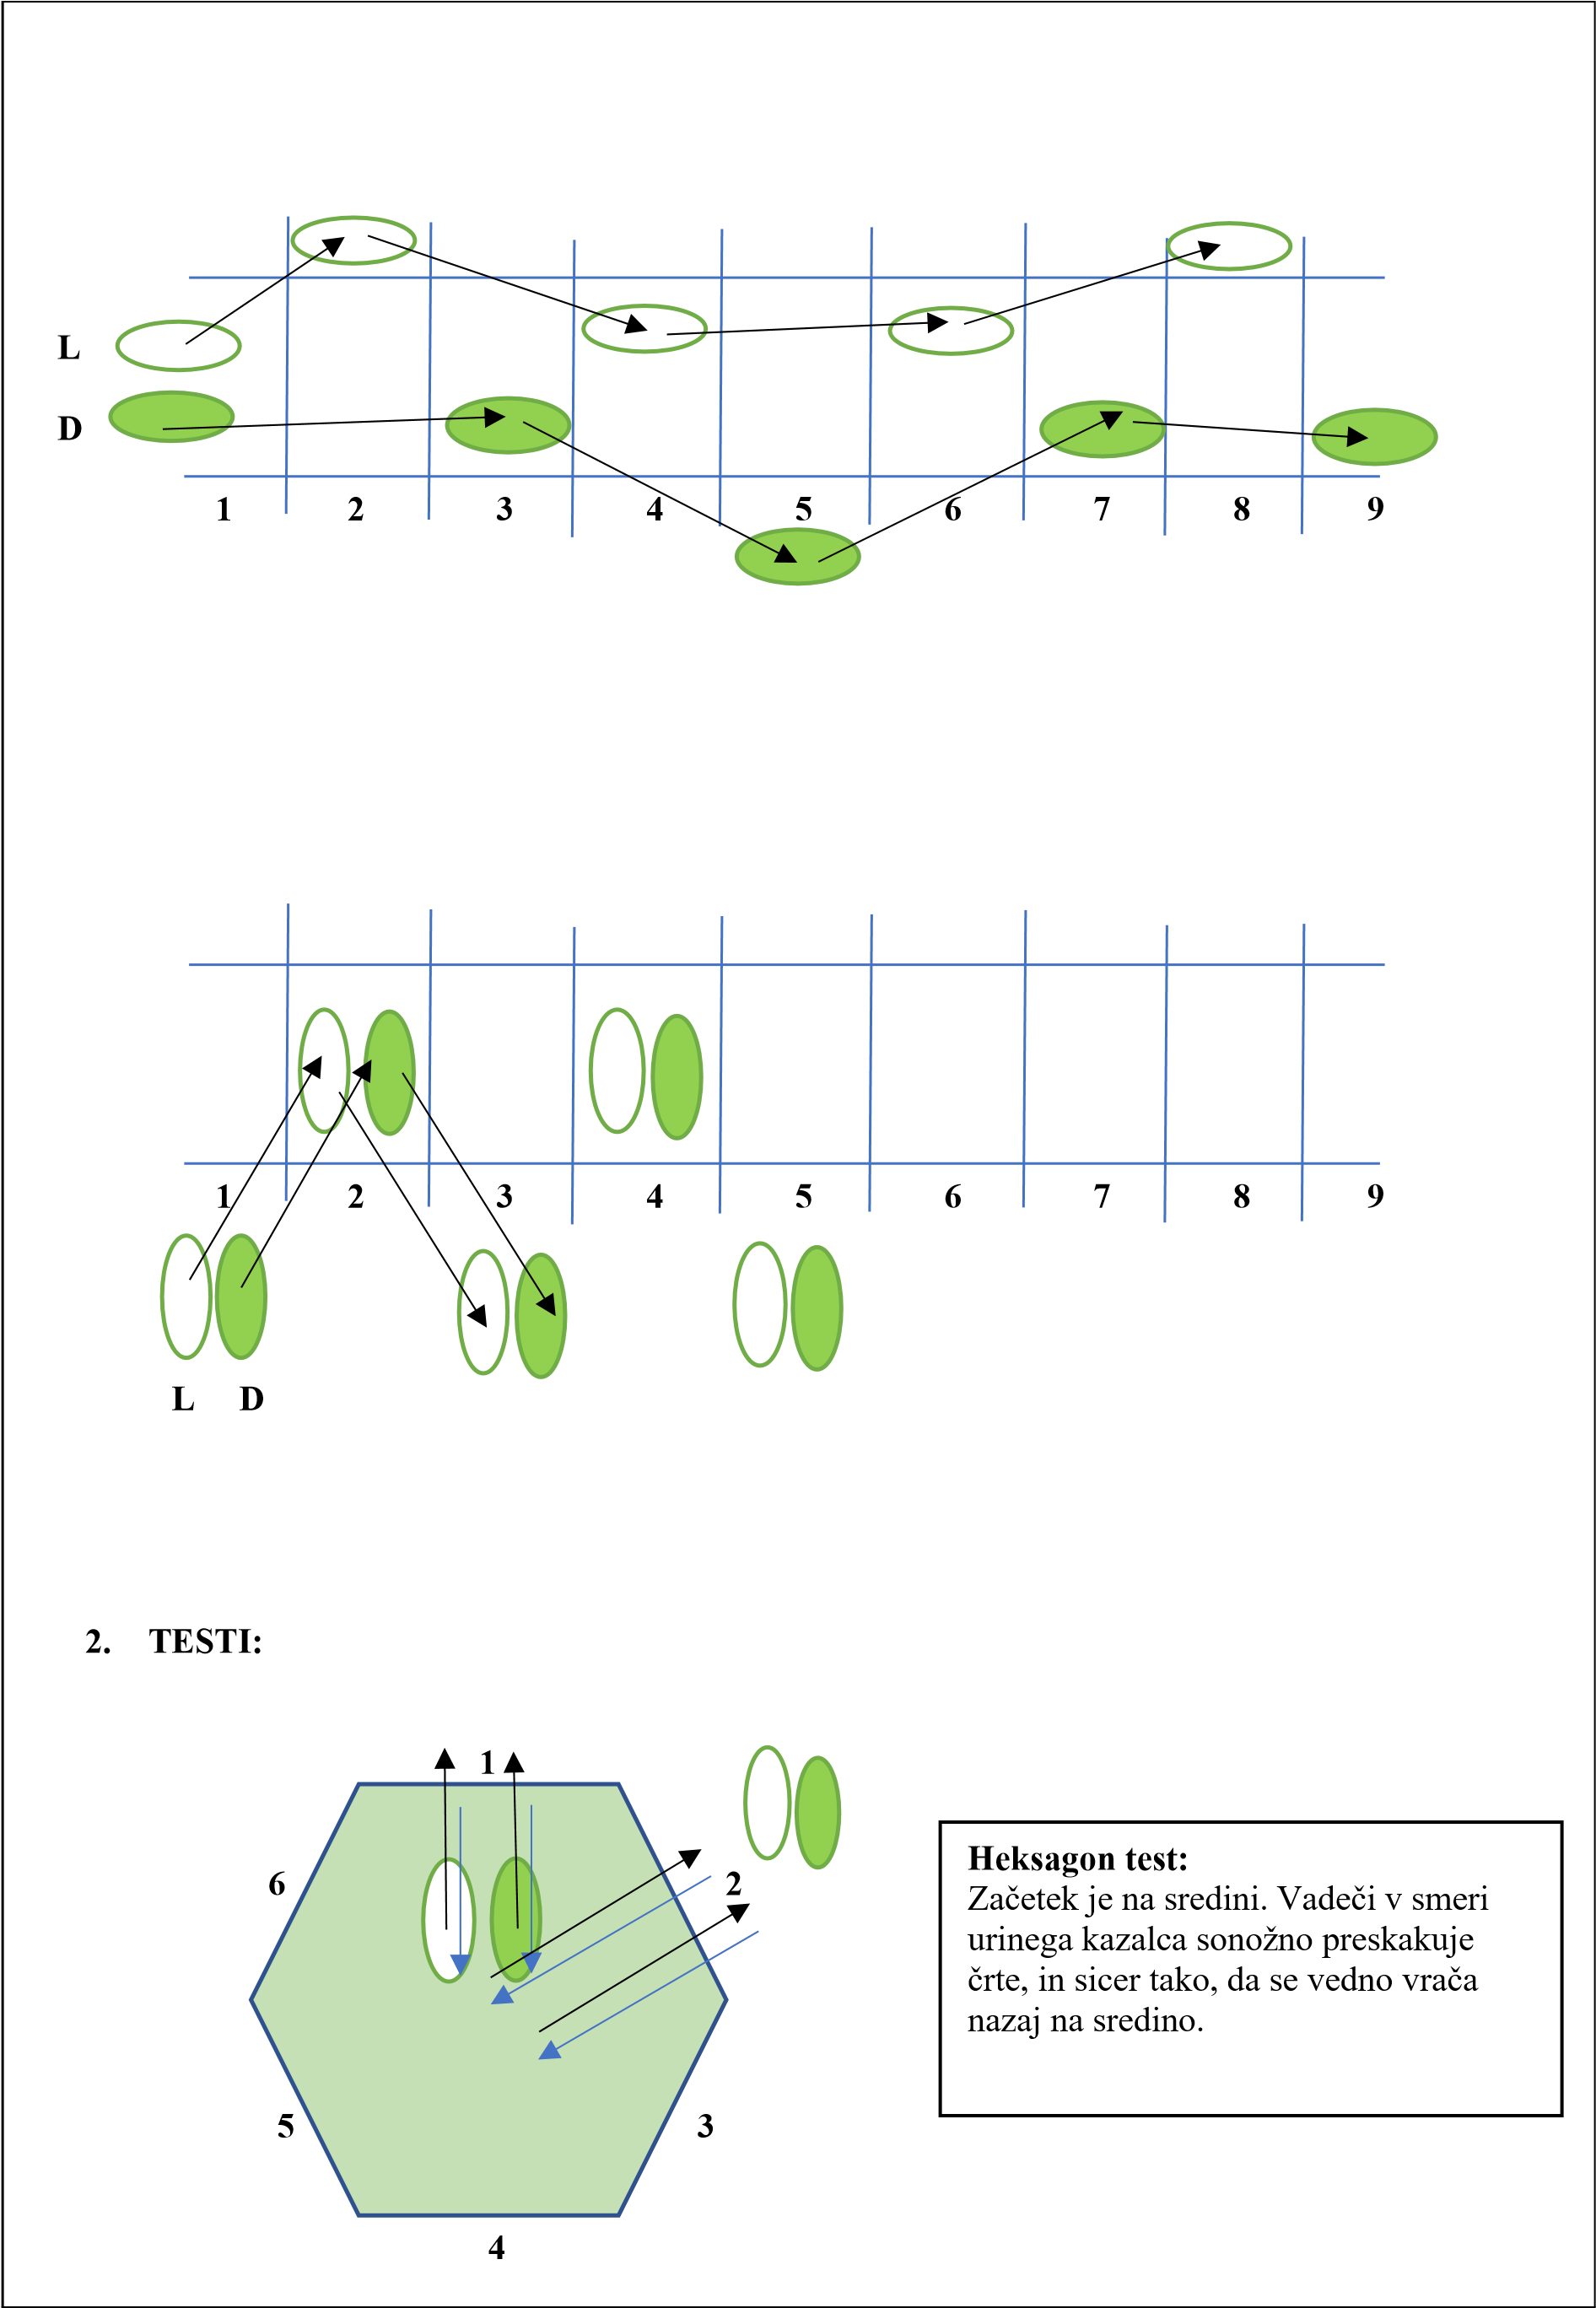 L
D
1 2 3 4 5 6 7 8 9
1 2 3 4 5 6 7 8 9
L D
2. TESTI:
1
6 2
5 3
4
Heksagon test:
Začetek je na sredini. Vadeči v smeri
urinega kazalca sonožno preskakuje
črte, in sicer tako, da se vedno vrača
nazaj na sredino.